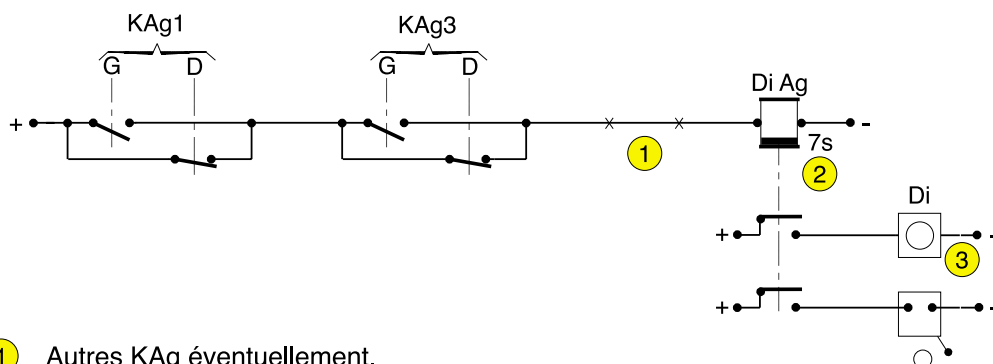 KAg1
KAg3
G D
G D
Di Ag
+
-
1
7s
2
Di
+
-
3
+
-
1 Autres KAg éventuellement.